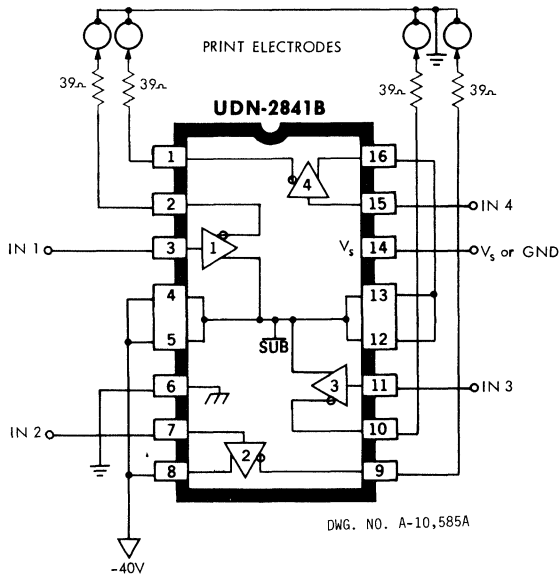 PRINT ELECTRODES
39Ω 39Ω 39Ω 39Ω
UDN-2841B
1
16
4
2
15
IN 4
IN 1
3
1
Vs
14
Vs or GND
4
13
5
SUB
12
6
3
11
IN 3
IN 2
7
10
8
2
9
DWG. NO. A-10,585A
-40V